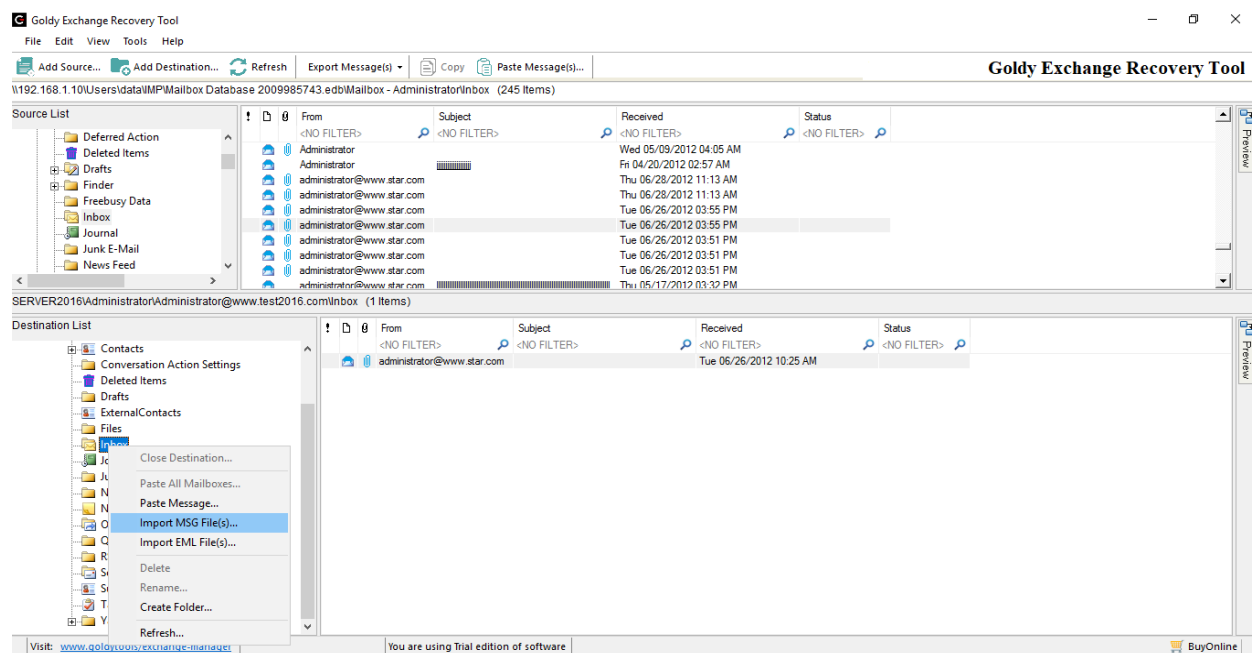 Goldy Exchange Recovery Tool
File Edit View Tools Help
Add Source... Add Destination... Refresh Export Message(s) Copy Paste Message(s)... Goldy Exchange Recovery Tool
\\192.168.1.10\Users\data\IMP\Mailbox Database 2009985743.edb\Mailbox - Administrator\Inbox (245 Items)
Source List
Deferred Action
Deleted Items
Drafts
Finder
Freebusy Data
Inbox
Journal
Junk E-Mail
News Feed
! From Subject Received Status
<NO FILTER> <NO FILTER> <NO FILTER> <NO FILTER>
Administrator Wed 05/09/2012 04:05 AM
Administrator Fri 04/20/2012 02:57 AM
administrator@www.star.com Thu 06/28/2012 11:13 AM
administrator@www.star.com Thu 06/28/2012 11:13 AM
administrator@www.star.com Tue 06/26/2012 03:55 PM
administrator@www.star.com Tue 06/26/2012 03:55 PM
administrator@www.star.com Tue 06/26/2012 03:51 PM
administrator@www.star.com Tue 06/26/2012 03:51 PM
administrator@www.star.com Tue 06/26/2012 03:51 PM
administrator@www.star.com Thu 05/17/2012 03:32 PM
Preview
SERVER2016\Administrator\Administrator@www.test2016.com\Inbox (1 Items)
Destination List
Contacts
Conversation Action Settings
Deleted Items
Drafts
ExternalContacts
Files
Inbox
Close Destination...
Paste All Mailboxes...
Paste Message...
Import MSG File(s)...
Import EML File(s)...
Delete
Rename...
Create Folder...
Refresh...
! From Subject Received Status
<NO FILTER> <NO FILTER> <NO FILTER> <NO FILTER>
administrator@www.star.com Tue 06/26/2012 10:25 AM
Preview
Visit: www.goldytools/exchange-manager You are using Trial edition of software BuyOnline